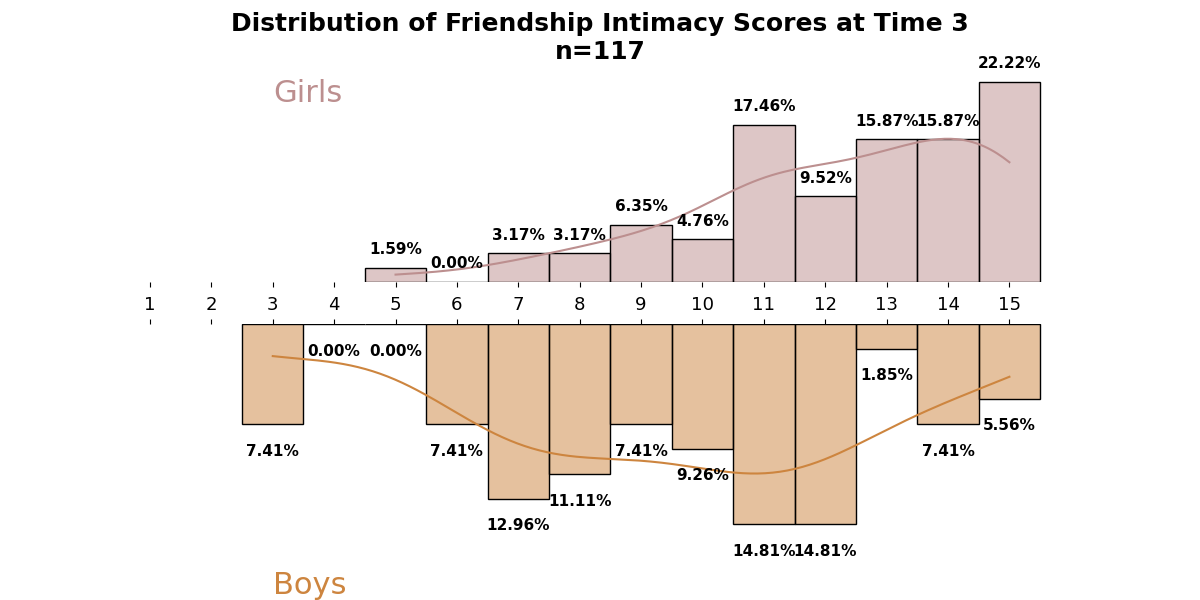 Distribution of Friendship Intimacy Scores at Time 3
n=117
Girls
22.22%
17.46%
15.87% 15.87%
9.52%
6.35%
4.76%
3.17% 3.17%
1.59%
0.00%
1 2 3 4 5 6 7 8 9 10 11 12 13 14 15
0.00% 0.00%
1.85%
5.56%
7.41% 7.41% 7.41% 7.41%
9.26%
11.11%
12.96%
14.81% 14.81%
Boys